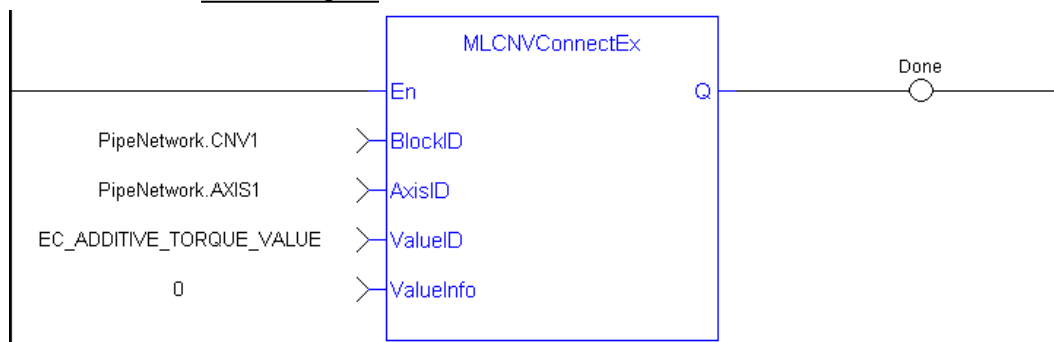 MLCNVConnectEx
Done
En Q
PipeNetwork.CNV1 BlockID
PipeNetwork.AXIS1 AxisID
EC_ADDITIVE_TORQUE_VALUE ValueID
0 ValueInfo